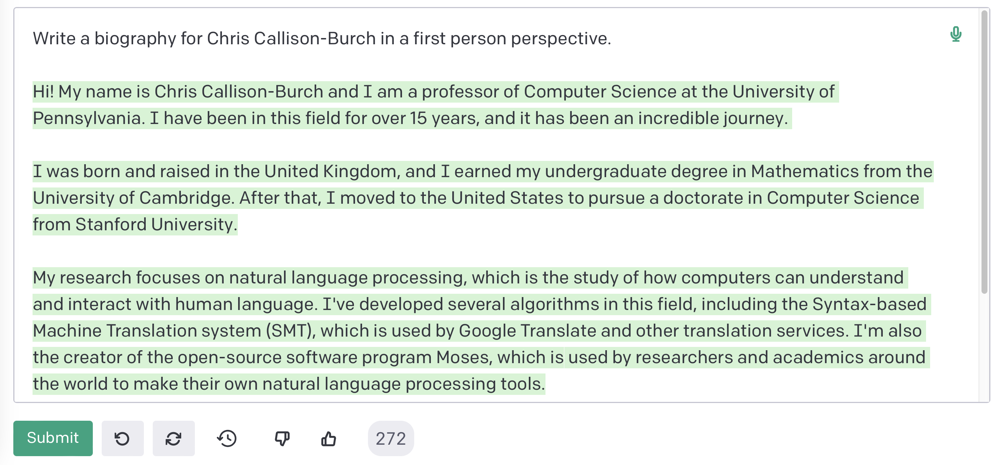 Write a biography for Chris Callison-Burch in a first person perspective.
Hi! My name is Chris Callison-Burch and I am a professor of Computer Science at the University of
Pennsylvania. I have been in this field for over 15 years, and it has been an incredible journey.
I was born and raised in the United Kingdom, and I earned my undergraduate degree in Mathematics from the
University of Cambridge. After that, I moved to the United States to pursue a doctorate in Computer Science
from Stanford University.
My research focuses on natural language processing, which is the study of how computers can understand
and interact with human language. I've developed several algorithms in this field, including the Syntax-based
Machine Translation system (SMT), which is used by Google Translate and other translation services. I'm also
the creator of the open-source software program Moses, which is used by researchers and academics around
the world to make their own natural language processing tools.
Submit
272